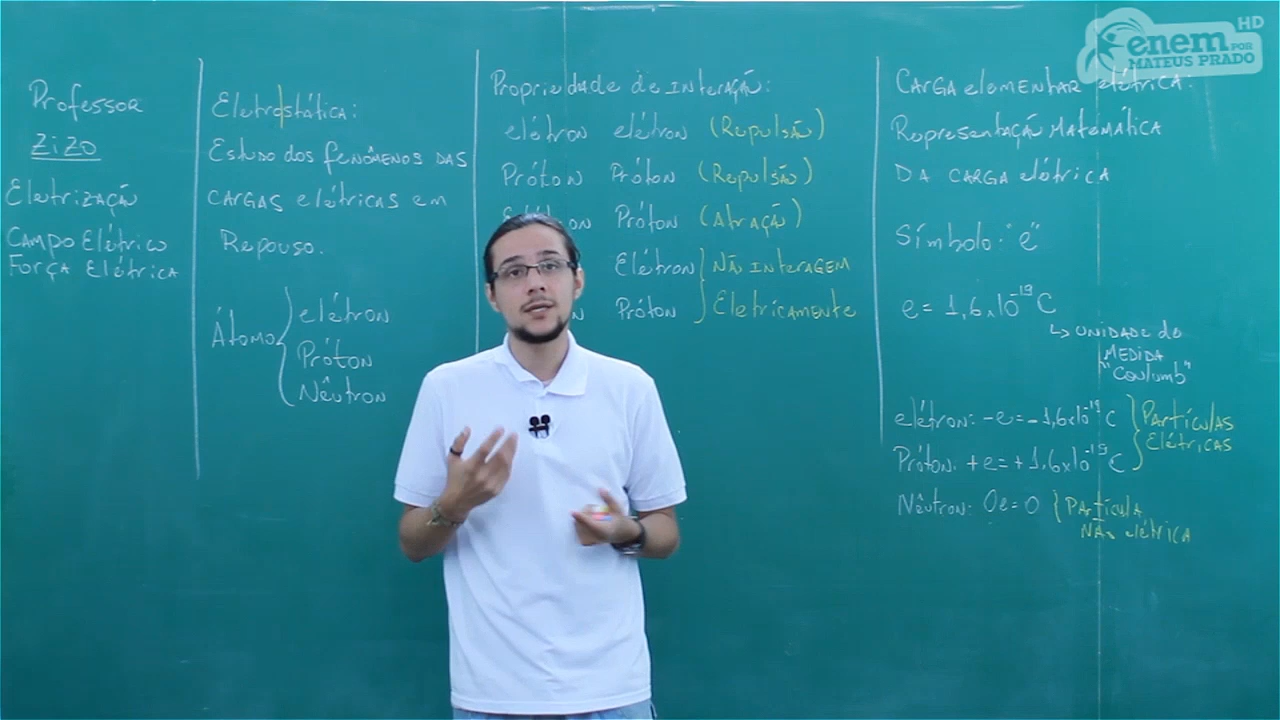 Professor
ZiZO
Eletrização
Campo Elétrico
Força Elétrica
Eletrostática:
Estudo dos fenômenos das
cargas elétricas em
Repouso.
Átomo
elétron
Próton
Nêutron
Propriedade de Interação:
elétron elétron (Repulsão)
Próton Próton (Repulsão)
Próton (Atração)
Elétron Não Interagem
Próton Eletricamente
Carga elementar elétrica:
Representação Matemática
Da carga elétrica
Símbolo: "e"
e = 1,6x10⁻¹⁹ C
↳ unidade de
medida
"Coulomb"
elétron: -e = -1,6x10⁻¹⁹ C
Próton: +e = +1,6x10⁻¹⁹ C
Partículas
Elétricas
Nêutron: 0e = 0 Partícula
Não elétrica
HD
enem
POR
MATEUS PRADO